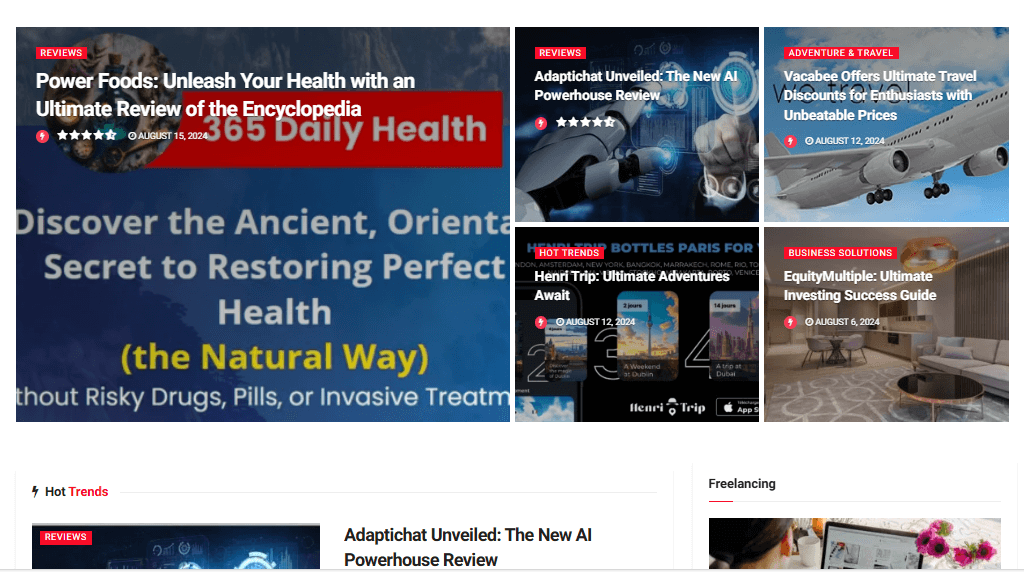 REVIEWS
Power Foods: Unleash Your Health with an
Ultimate Review of the Encyclopedia
AUGUST 15, 2024
365 Daily Health
Discover the Ancient, Orienta
Secret to Restoring Perfect
Health
(the Natural Way)
thout Risky Drugs, Pills, or Invasive Treatm
REVIEWS
Adaptichat Unveiled: The New AI
Powerhouse Review
ADVENTURE & TRAVEL
Vacabee Offers Ultimate Travel
Discounts for Enthusiasts with
Unbeatable Prices
AUGUST 12, 2024
HENRI TRIP BOTTLES PARIS FOR
HOT TRENDS
Henri Trip: Ultimate Adventures
Await
AUGUST 12, 2024
2 jours
14 jours
2
3
4
A Weekend
at Dublin
A trip at
Dubai
Henri Trip
App S
BUSINESS SOLUTIONS
EquityMultiple: Ultimate
Investing Success Guide
AUGUST 6, 2024
Hot Trends
REVIEWS
Adaptichat Unveiled: The New AI
Powerhouse Review
Freelancing